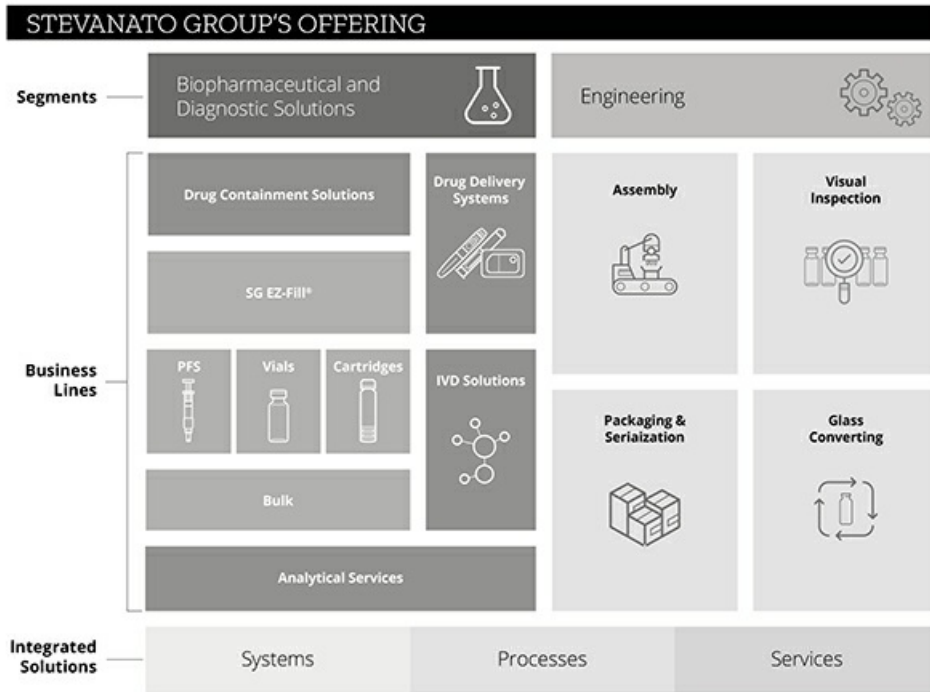 STEVANATO GROUP'S OFFERING
Segments
Biopharmaceutical and
Diagnostic Solutions
Engineering
Business
Lines
Drug Containment Solutions
Drug Delivery
Systems
SG EZ-Fill®
PFS
Vials
Cartridges
IVD Solutions
Bulk
Analytical Services
Assembly
Visual
Inspection
Packaging &
Seriaization
Glass
Converting
Integrated
Solutions
Systems
Processes
Services